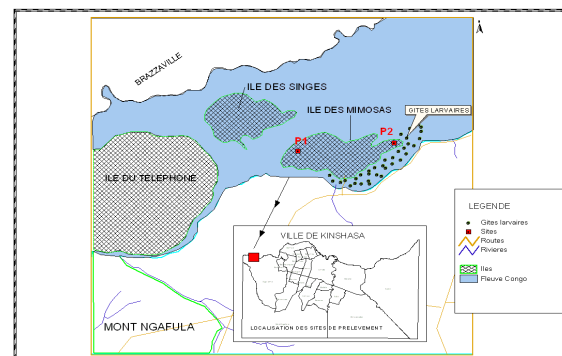 BRAZZAVILLE
ILE DES SINGES
ILE DES MIMOSAS
GITES LARVAIRES
P1
P2
ILE DU TELEPHONE
MONT NGAFULA
VILLE DE KINSHASA
LOCALISATION DES SITES DE PRELEVEMENT
LEGENDE
Gites larvaires
Sites
Routes
Rivieres
Iles
Fleuve Congo